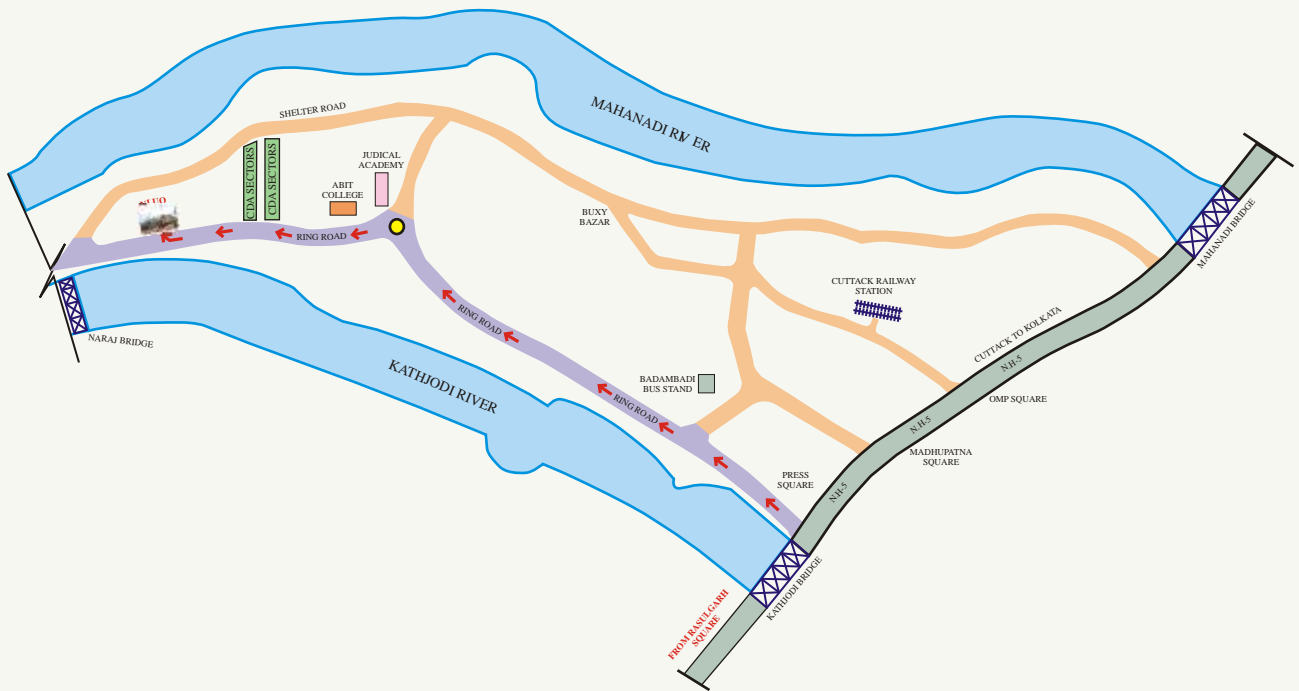 SHELTER ROAD
MAHANADI RIVER
JUDICAL
ACADEMY
ABIT
COLLEGE
CDA SECTORS
CDA SECTORS
RING ROAD
BUXY
BAZAR
MAHANADI BRIDGE
CUTTACK RAILWAY
STATION
RING ROAD
CUTTACK TO KOLKATA
N.H-5
NARAJ BRIDGE
KATHJODI RIVER
BADAMBADI
BUS STAND
RING ROAD
OMP SQUARE
N.H-5
MADHUPATNA
SQUARE
PRESS
SQUARE
N.H-5
KATHJODI BRIDGE
FROM RASULGARH
SQUARE